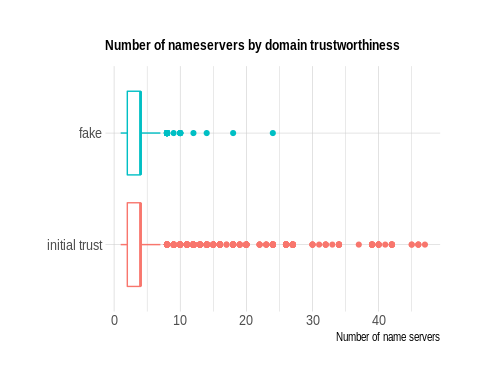 Number of nameservers by domain trustworthiness
fake
initial trust
0 10 20 30 40
Number of name servers